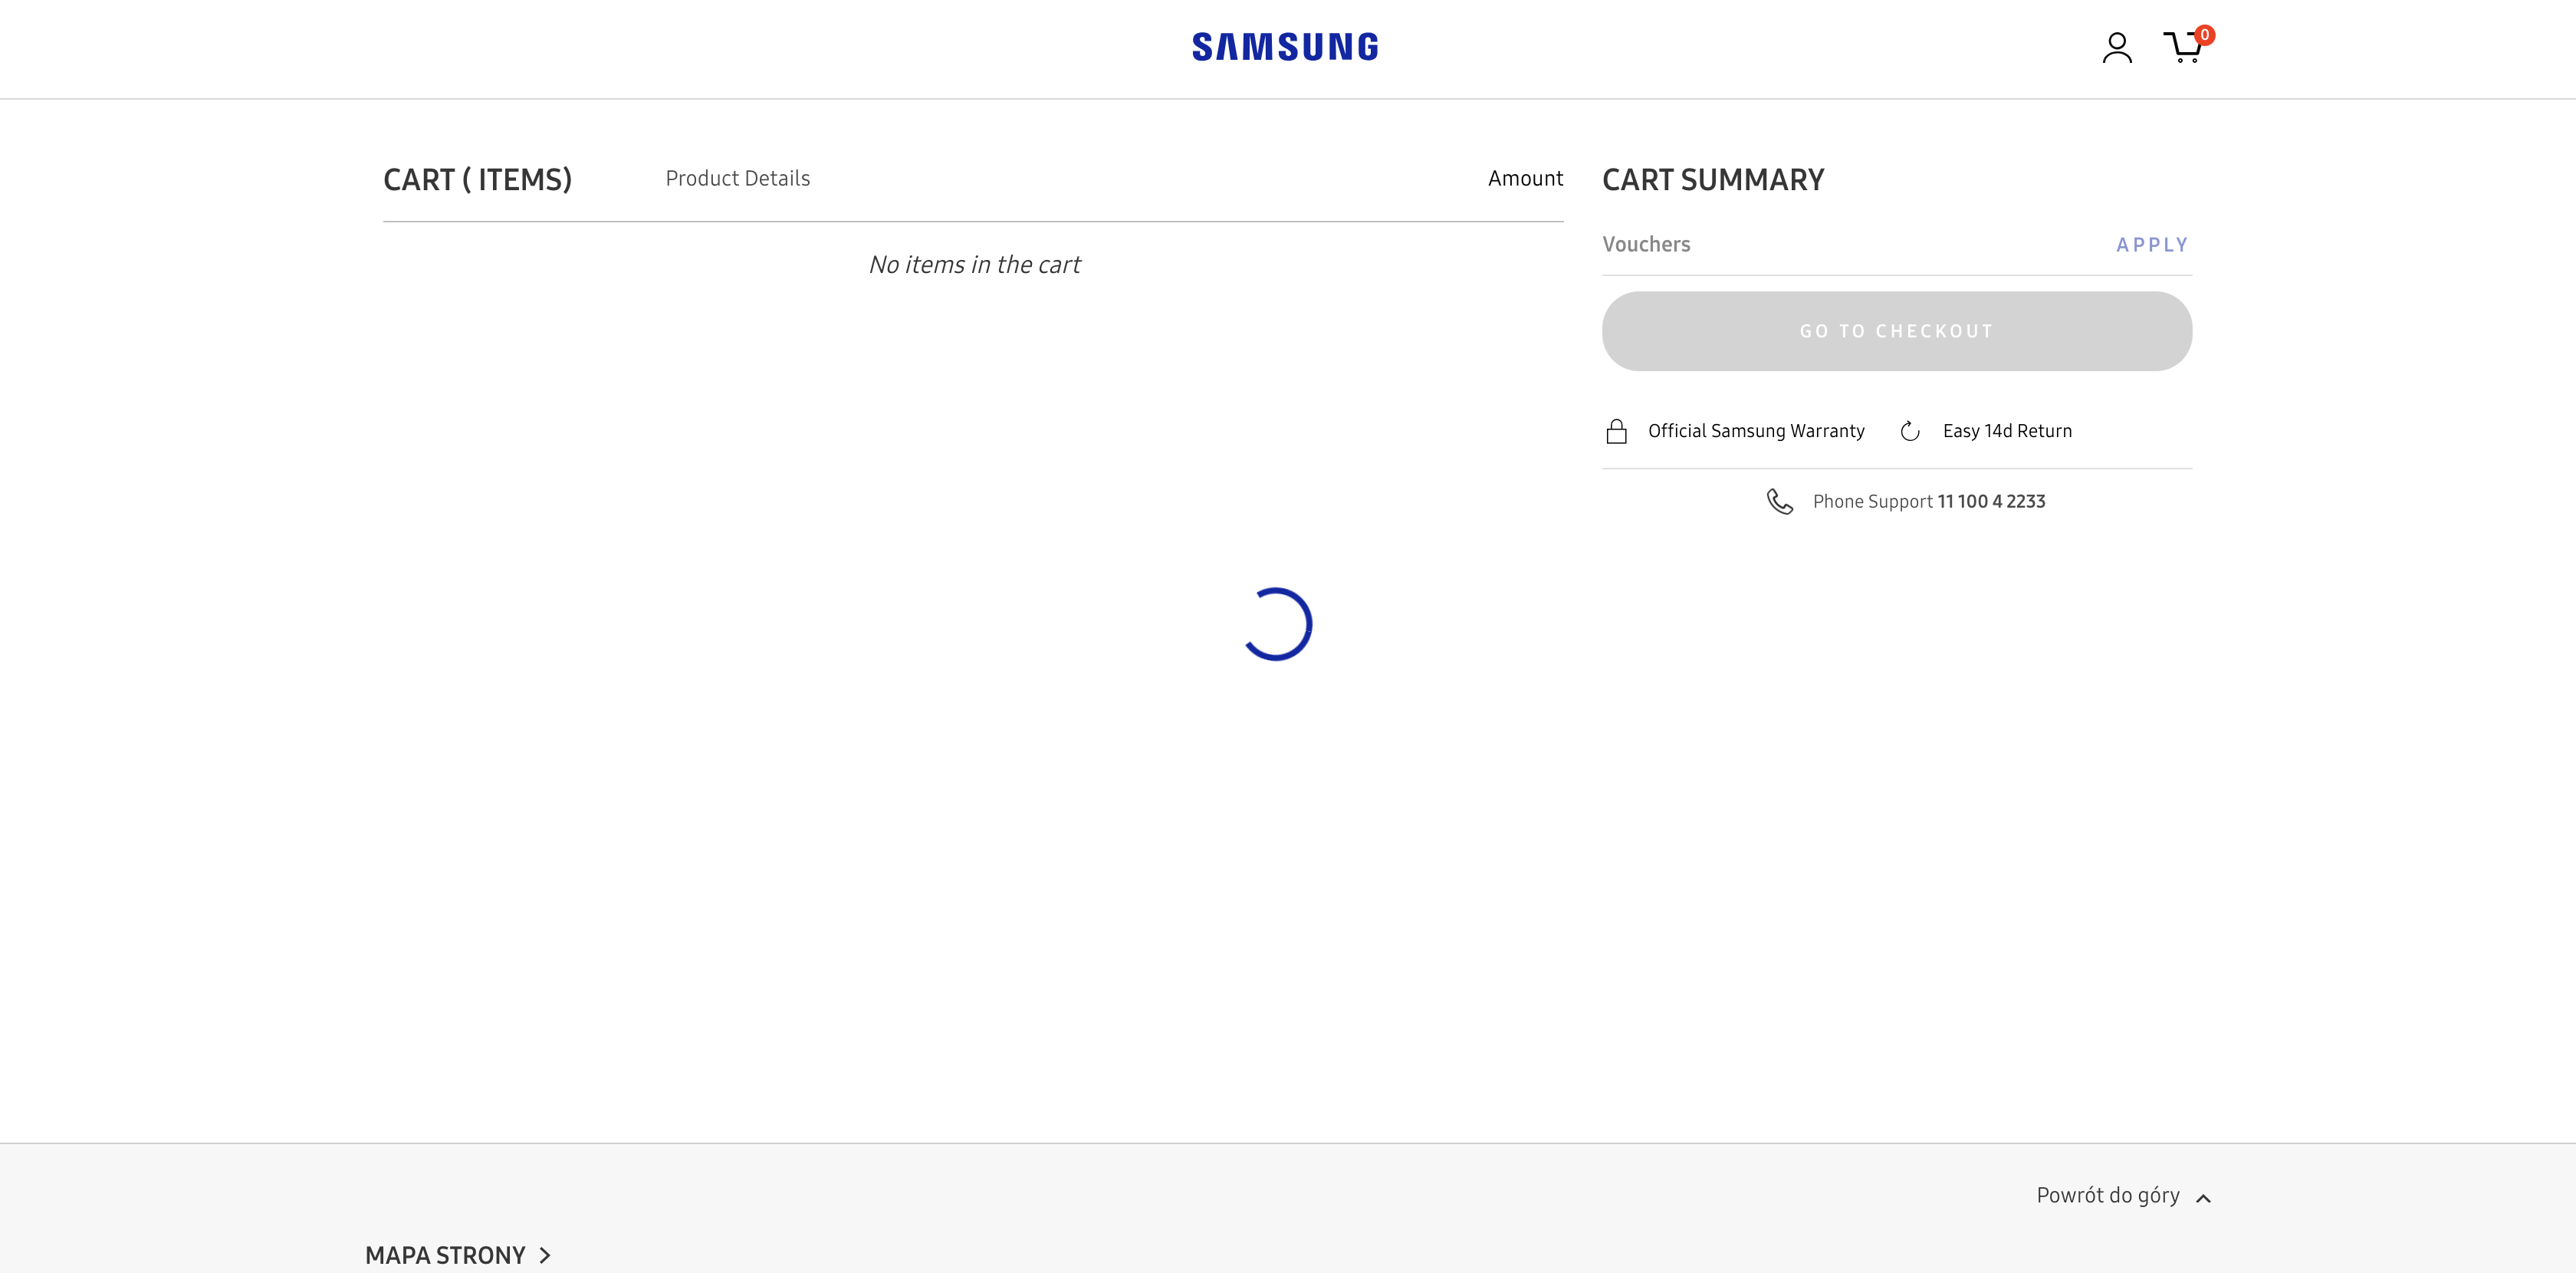 SAMSUNG
0
CART ( ITEMS)
Product Details
Amount
No items in the cart
CART SUMMARY
Vouchers
APPLY
GO TO CHECKOUT
Official Samsung Warranty
Easy 14d Return
Phone Support 11 100 4 2233
Powrót do góry
MAPA STRONY